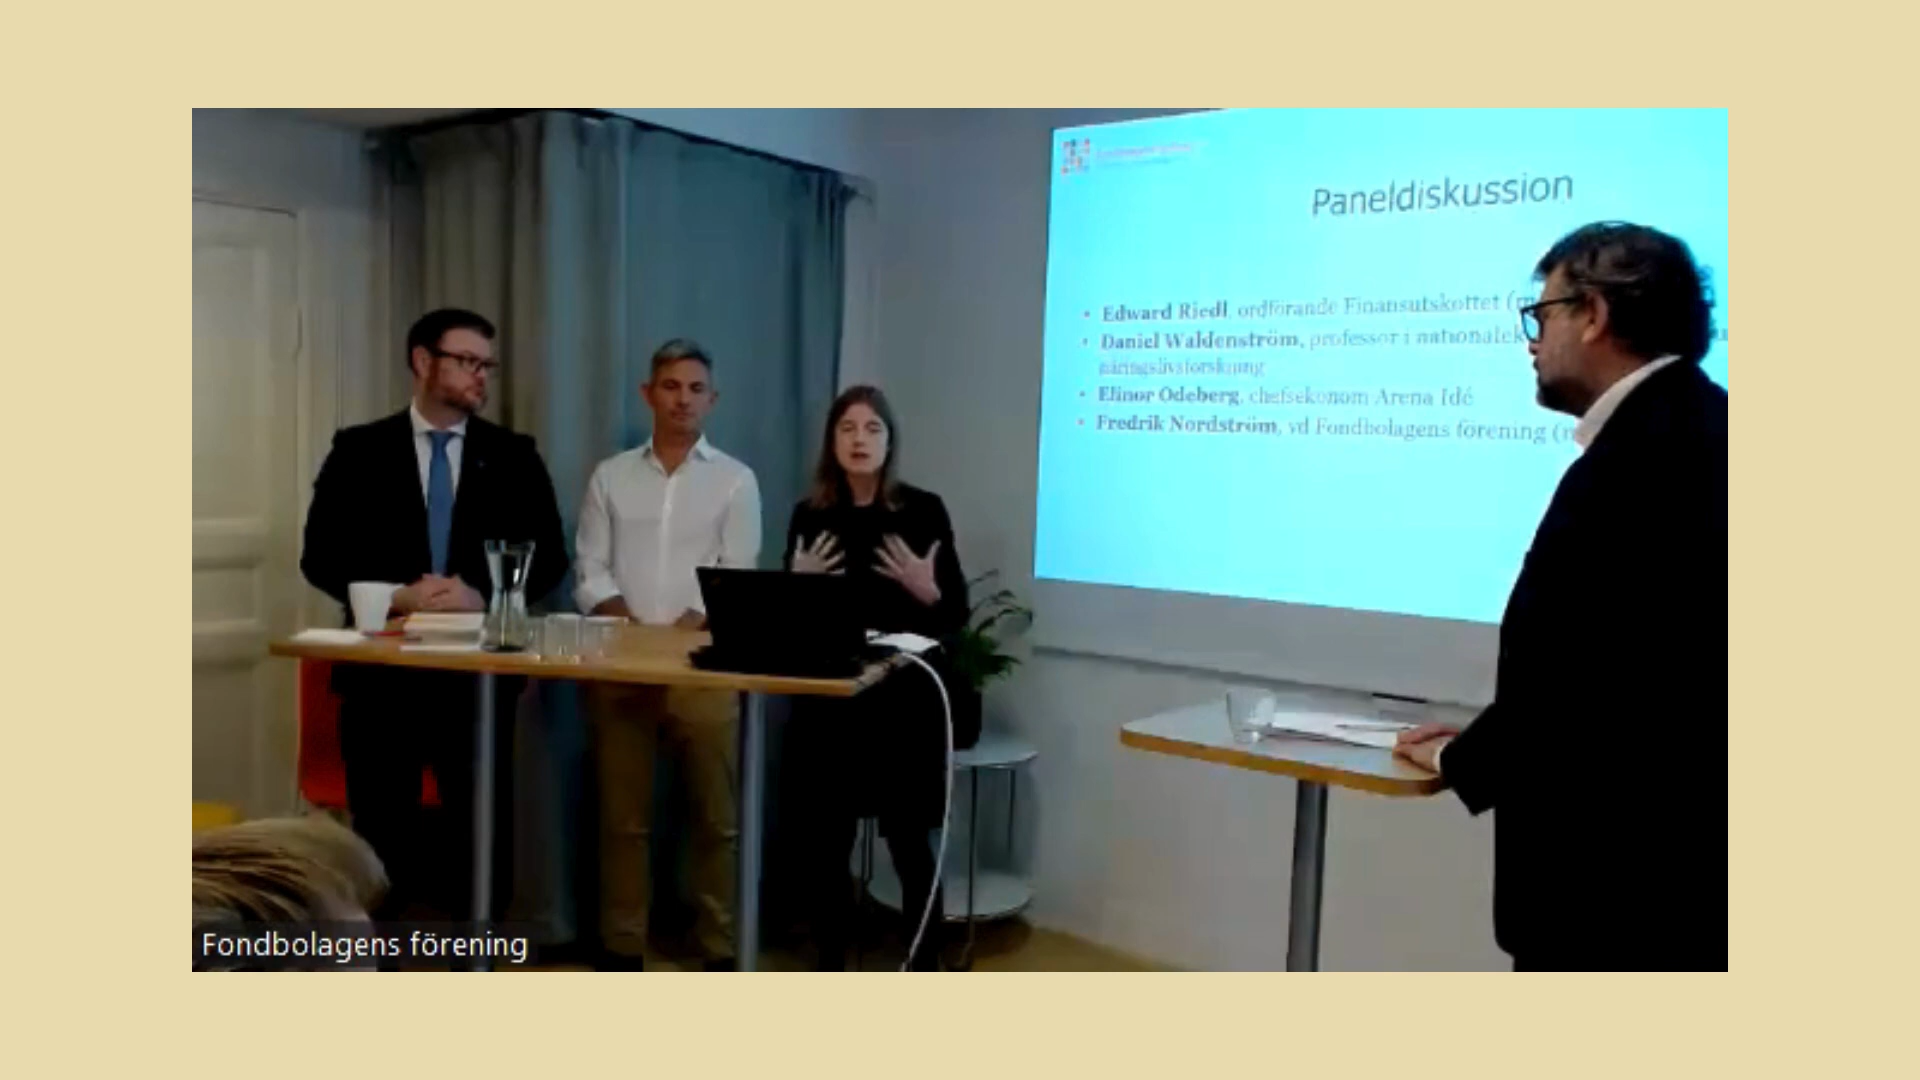 Paneldiskussion
• Edward Riedl, ordförande Finansutskottet (m
• Daniel Waldenström, professor i nationalek
näringslivsforskning
• Elinor Odeberg, chefsekonom Arena Idé
• Fredrik Nordström, vd Fondbolagens förening (m
Fondbolagens förening